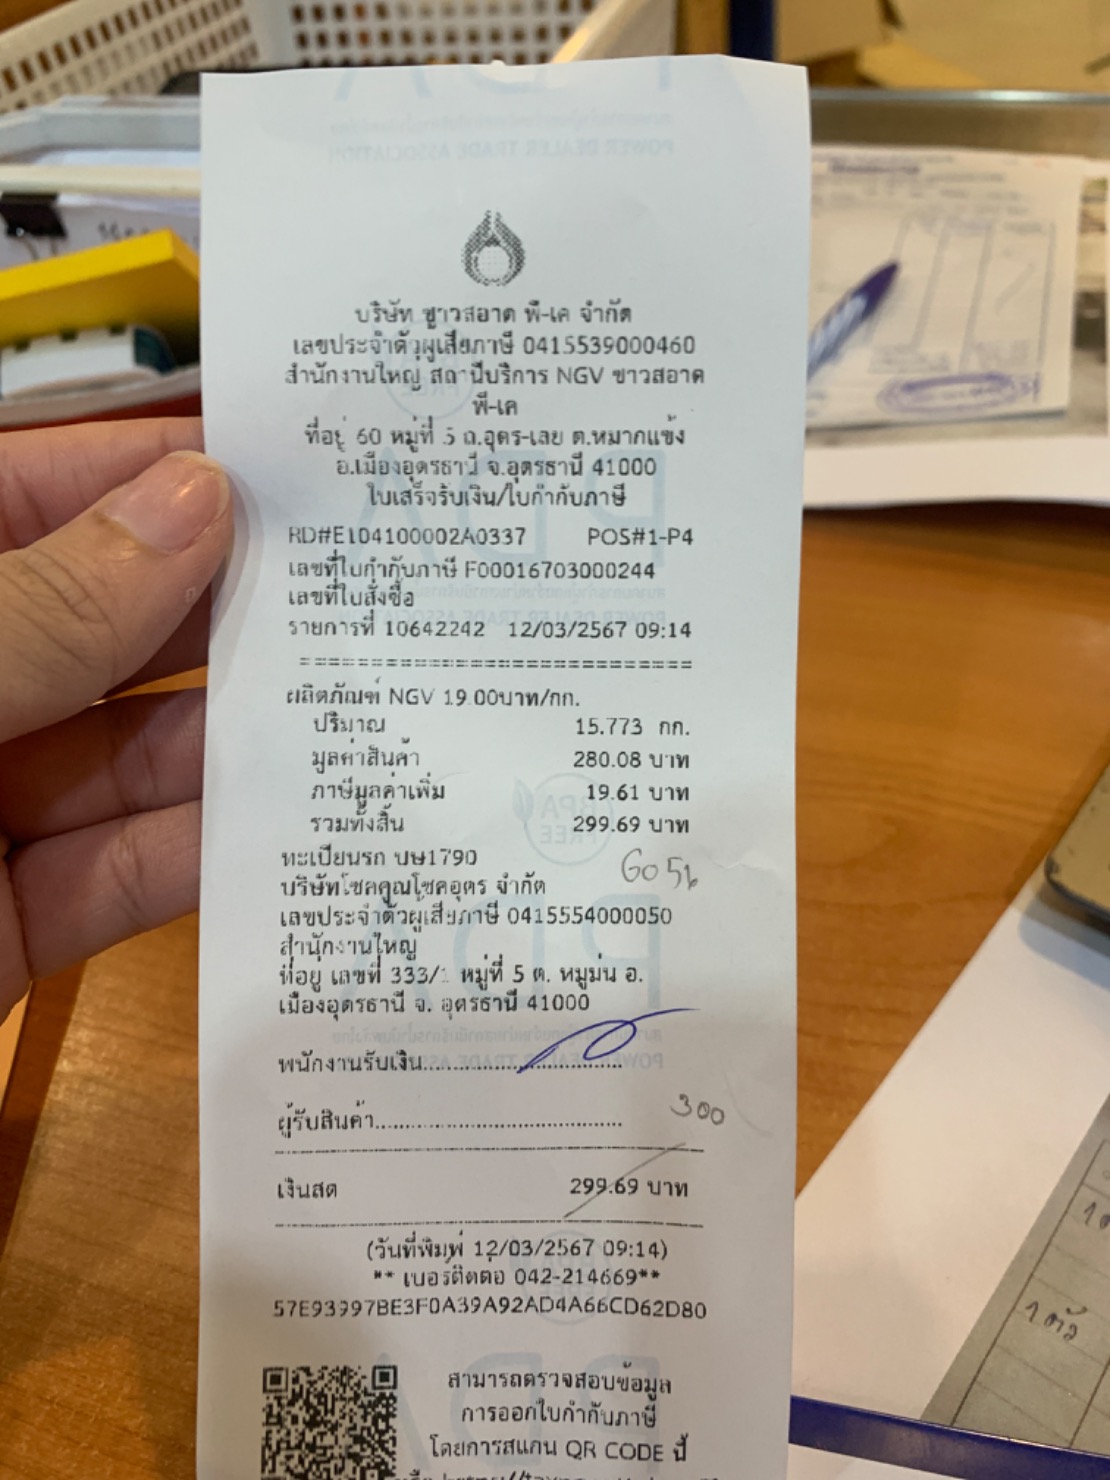 บริษัท ชาวสอาด พี-เค จำกัด
เลขประจำตัวผู้เสียภาษี 0415539000460
สำนักงานใหญ่ สถานีบริการ NGV ชาวสอาด
พี-เค
ที่อยู่ 60 หมู่ที่ 5 ถ.อุดร-เลย ต.หมากแข้ง
อ.เมืองอุดรธานี จ.อุดรธานี 41000
ใบเสร็จรับเงิน/ใบกำกับภาษี
RD#E104100002A0337 POS#1-P4
เลขที่ใบกำกับภาษี F00016703000244
เลขที่ใบสั่งซื้อ
รายการที่ 10642242 12/03/2567 09:14
=============================
ผลิตภัณฑ์ NGV 19.00บาท/กก.
ปริมาณ 15.773 กก.
มูลค่าสินค้า 280.08 บาท
ภาษีมูลค่าเพิ่ม 19.61 บาท
รวมทั้งสิ้น 299.69 บาท
ทะเบียนรถ บษ1790
บริษัทโชคคูณโชคอุดร จำกัด
เลขประจำตัวผู้เสียภาษี 0415554000050
สำนักงานใหญ่
ที่อยู่ เลขที่ 333/1 หมู่ที่ 5 ต. หมูม่น อ.
เมืองอุดรธานี จ. อุดรธานี 41000
พนักงานรับเงิน..............................
300
ผู้รับสินค้า....................................
เงินสด 299.69 บาท
(วันที่พิมพ์ 12/03/2567 09:14)
** เบอร์ติดต่อ 042-214669**
57E93997BE3F0A39A92AD4A66CD62D80
สามารถตรวจสอบข้อมูล
การออกใบกำกับภาษี
โดยการสแกน QR CODE นี้
1 ตัว